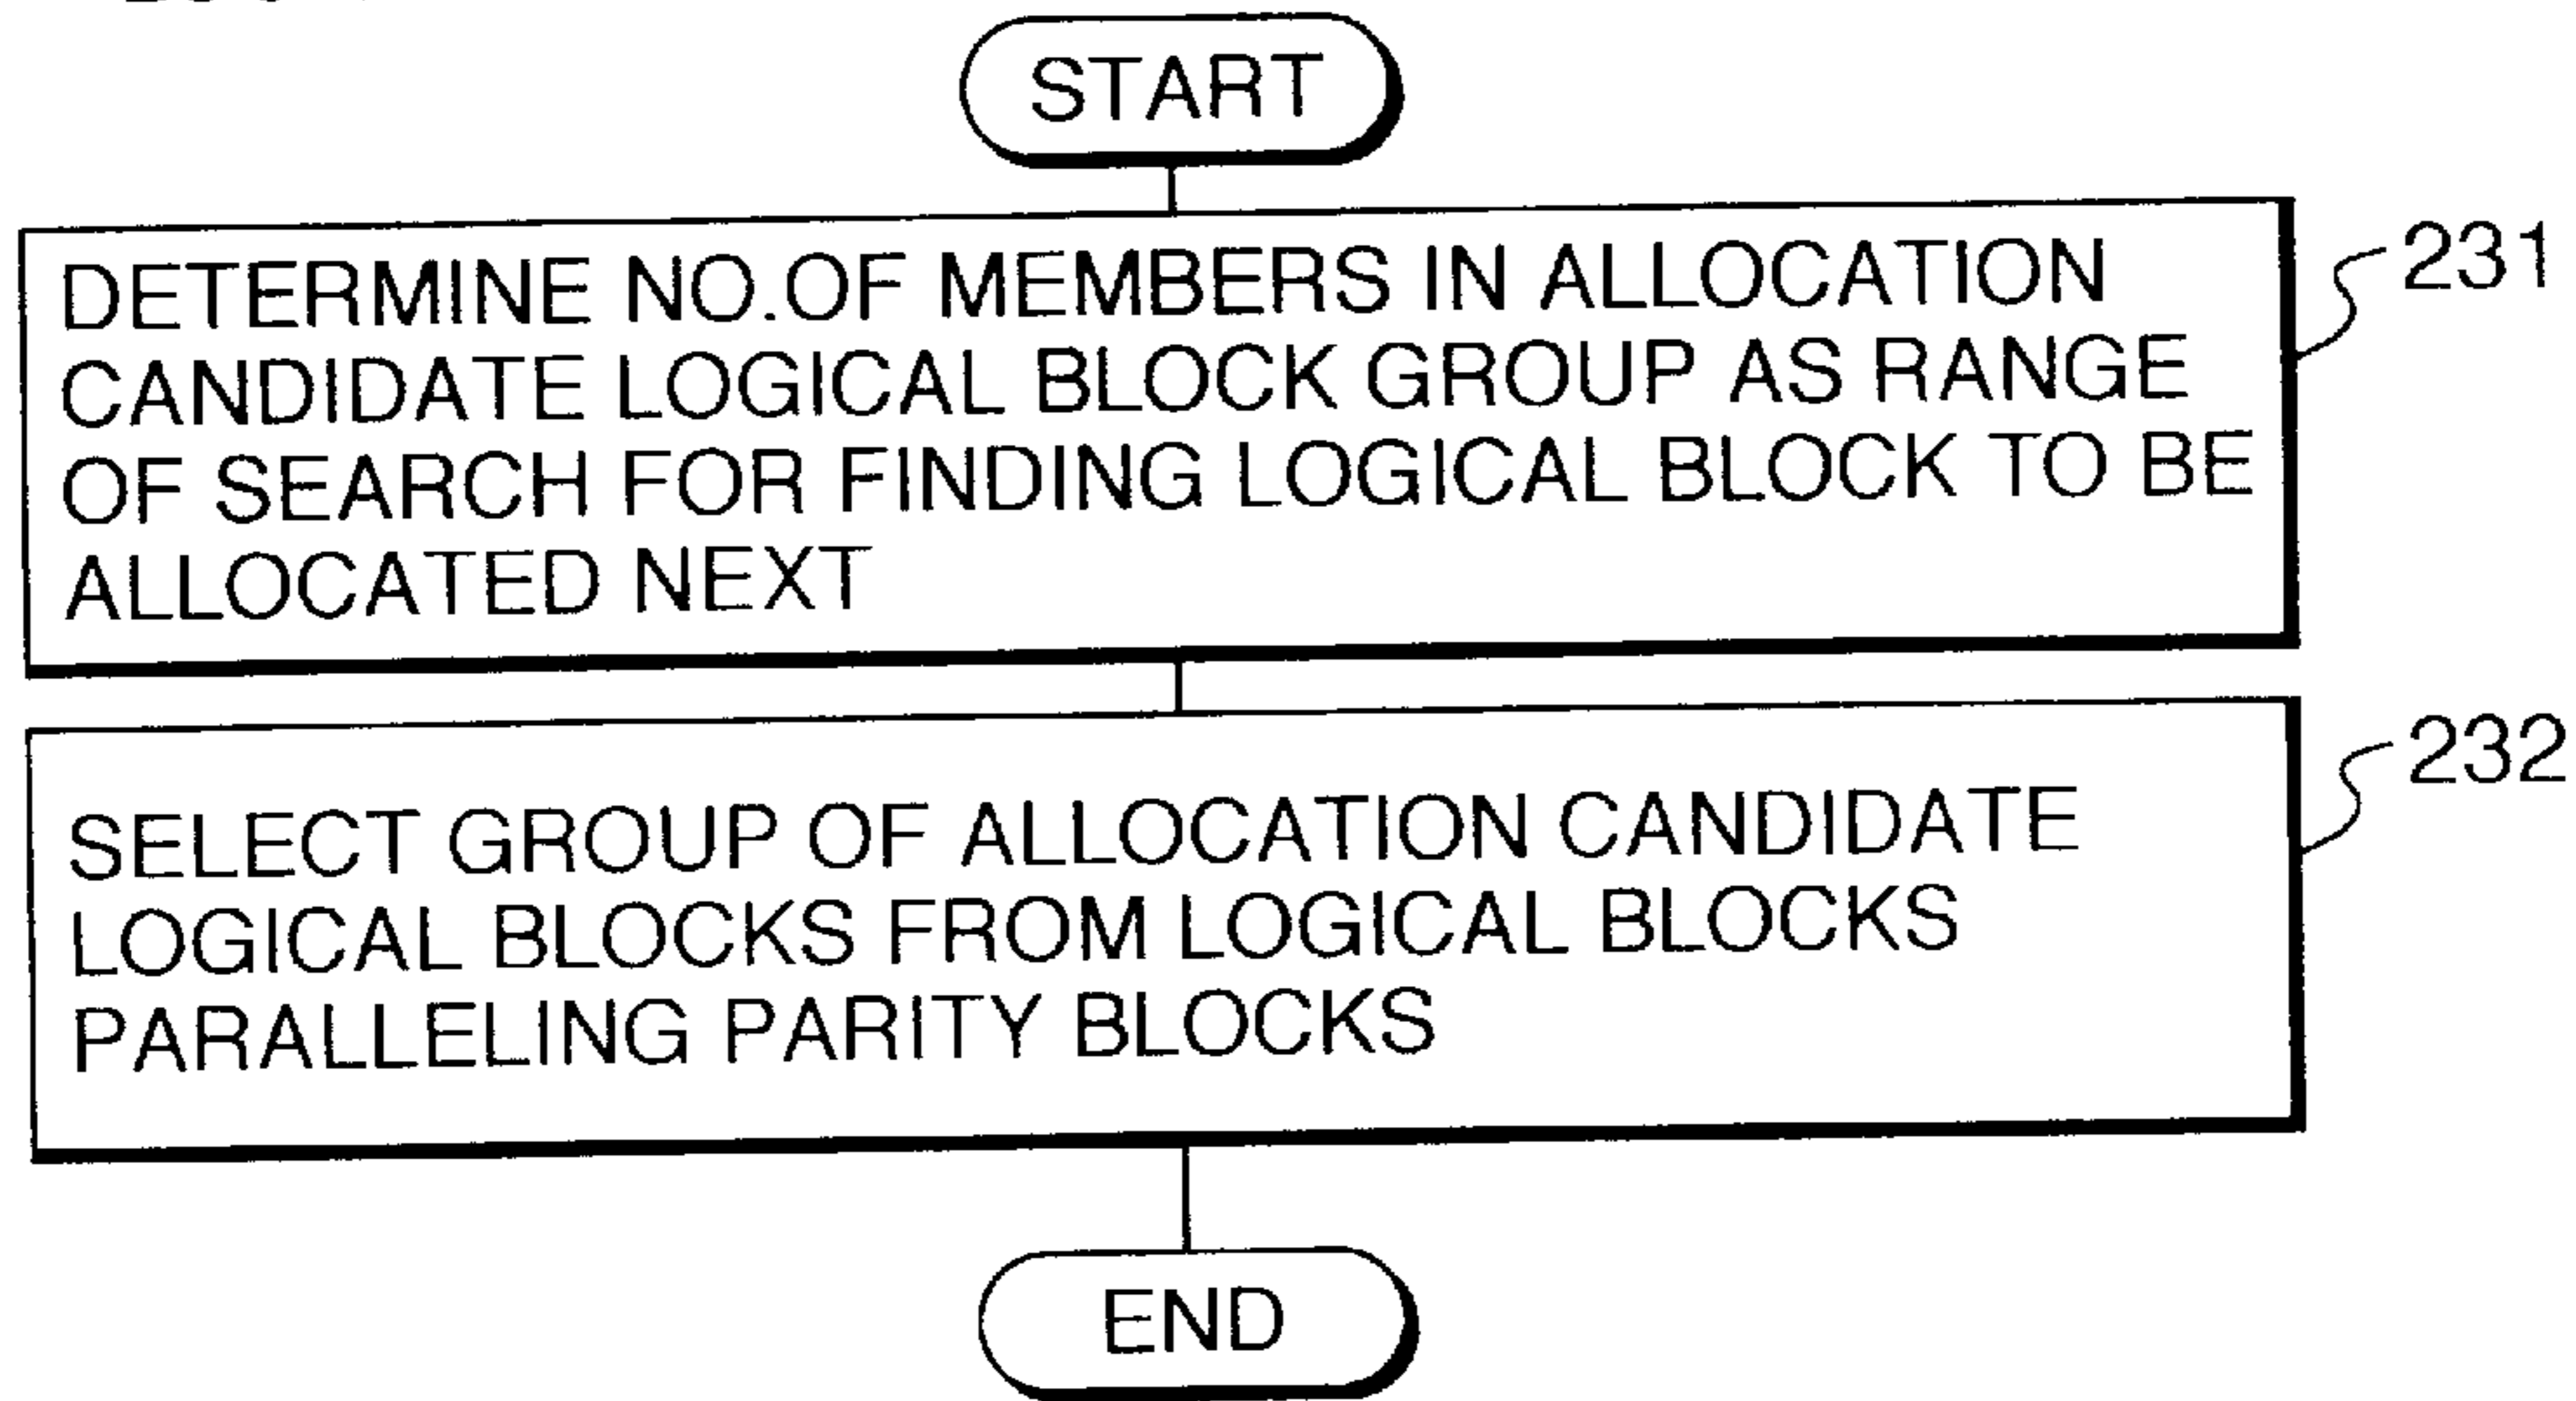 START
DETERMINE NO.OF MEMBERS IN ALLOCATION
CANDIDATE LOGICAL BLOCK GROUP AS RANGE
OF SEARCH FOR FINDING LOGICAL BLOCK TO BE
ALLOCATED NEXT
231
SELECT GROUP OF ALLOCATION CANDIDATE
LOGICAL BLOCKS FROM LOGICAL BLOCKS
PARALLELING PARITY BLOCKS
232
END